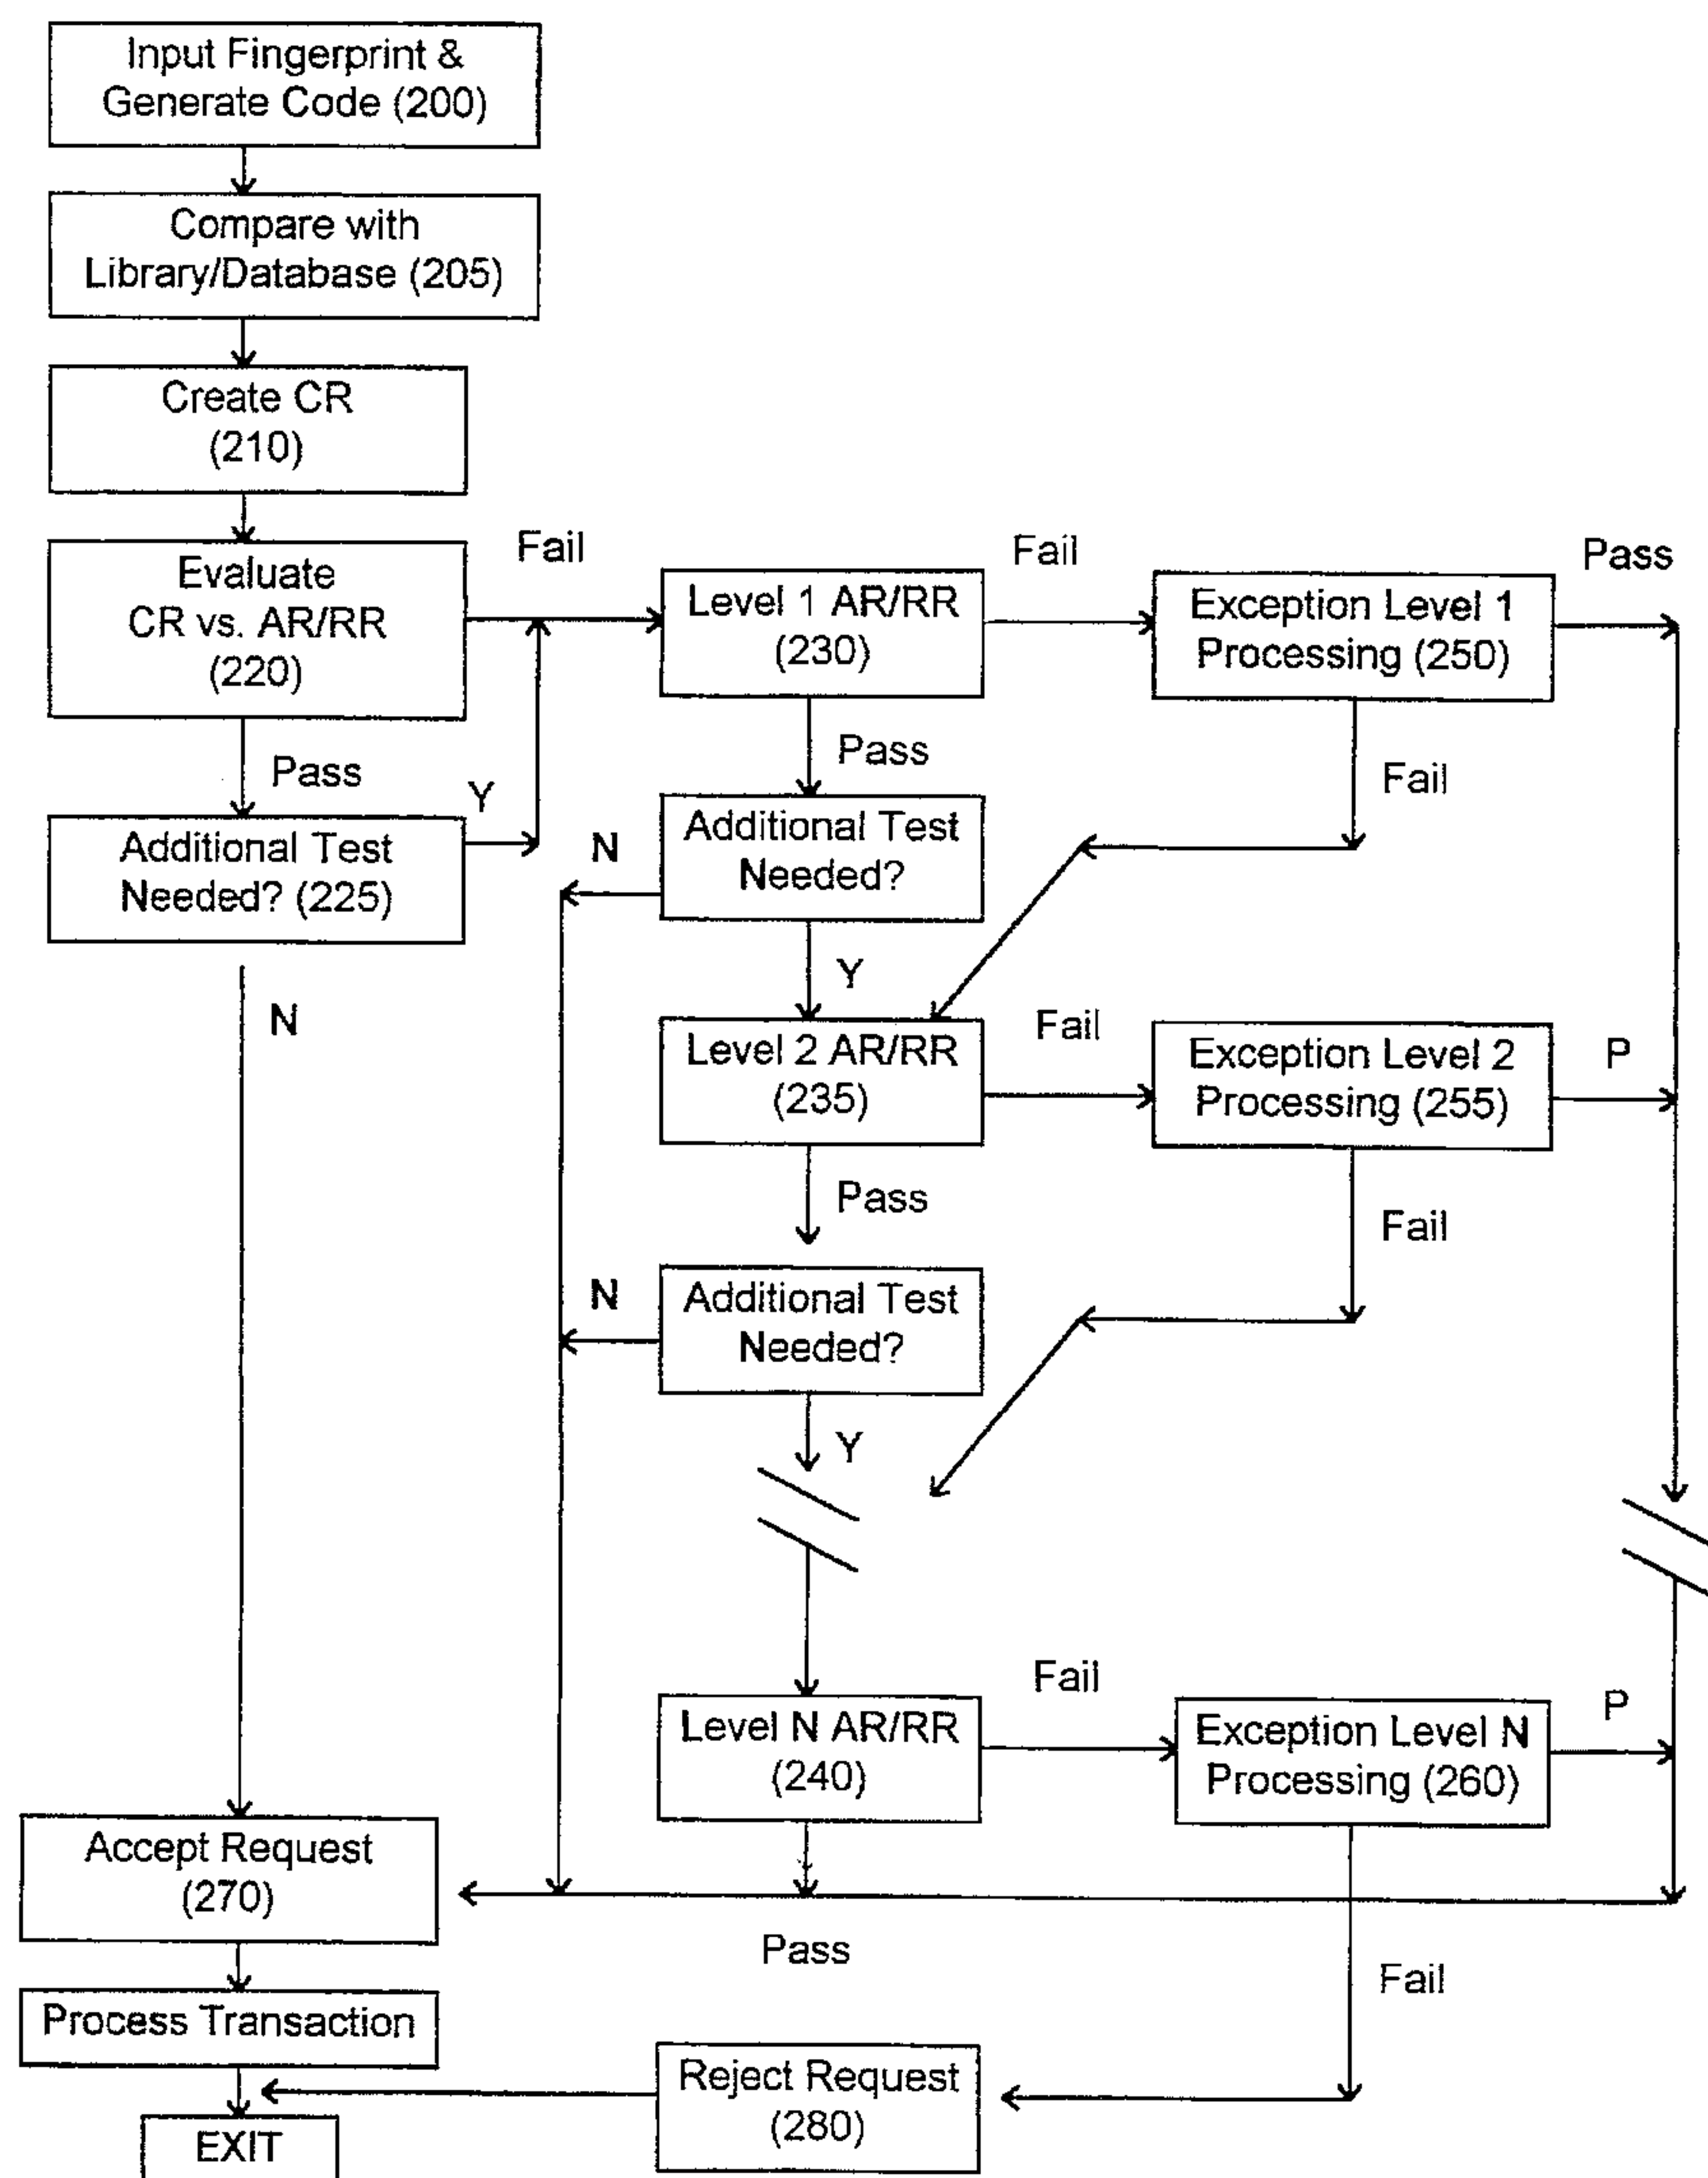 Input Fingerprint &
Generate Code (200)
Compare with
Library/Database (205)
Create CR
(210)
Evaluate
CR vs. AR/RR
(220)
Fail
Level 1 AR/RR
(230)
Fail
Exception Level 1
Processing (250)
Pass
Pass
Y
Additional Test
Needed? (225)
Pass
N
Additional Test
Needed?
Fail
N
Y
Level 2 AR/RR
(235)
Fail
Exception Level 2
Processing (255)
P
Pass
Fail
N
Additional Test
Needed?
Y
Level N AR/RR
(240)
Fail
Exception Level N
Processing (260)
P
Accept Request
(270)
Pass
Fail
Process Transaction
Reject Request
(280)
EXIT